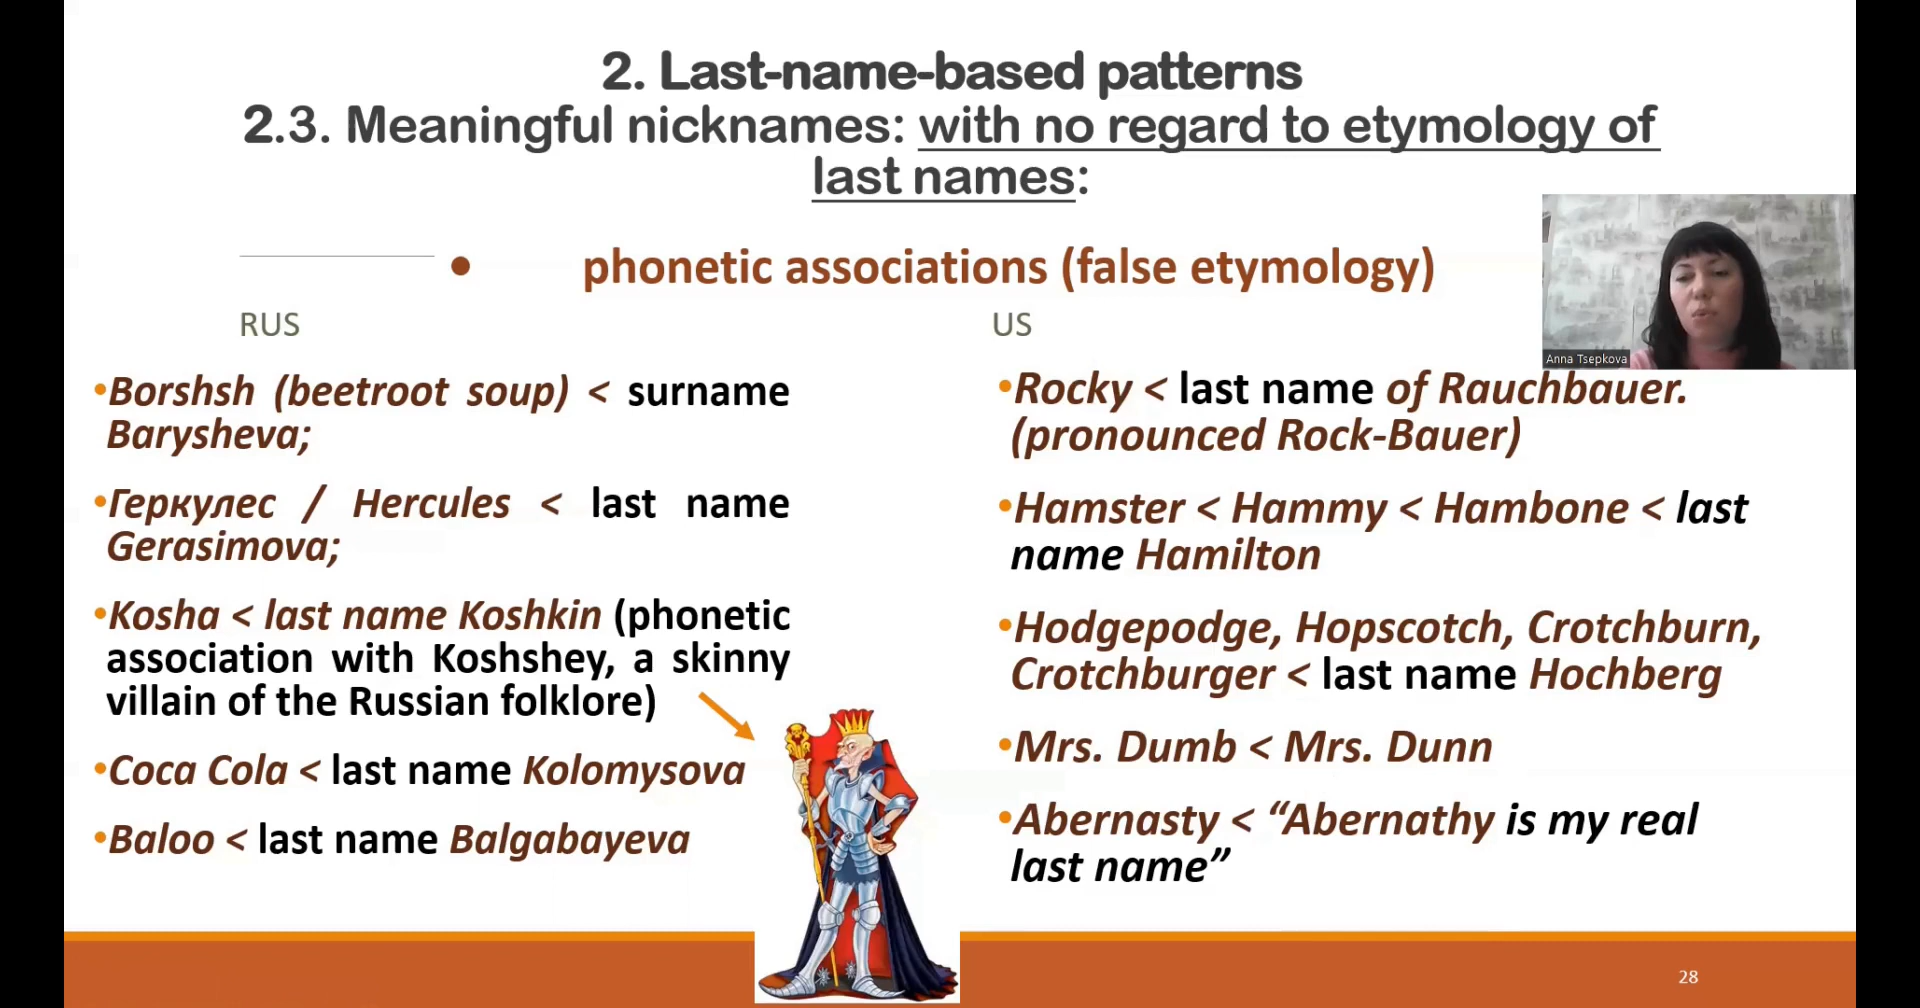 2. Last-name-based patterns
2.3. Meaningful nicknames: with no regard to etymology of
last names:
• phonetic associations (false etymology)
RUS
•Borshsh (beetroot soup) < surname
Barysheva;
•Геркулес / Hercules < last name
Gerasimova;
•Kosha < last name Koshkin (phonetic
association with Koshshey, a skinny
villain of the Russian folklore)
•Coca Cola < last name Kolomysova
•Baloo < last name Balgabayeva
US
•Rocky < last name of Rauchbauer.
(pronounced Rock-Bauer)
•Hamster < Hammy < Hambone < last
name Hamilton
•Hodgepodge, Hopscotch, Crotchburn,
Crotchburger < last name Hochberg
•Mrs. Dumb < Mrs. Dunn
•Abernasty < “Abernathy is my real
last name”
Anna Tsepkova
28